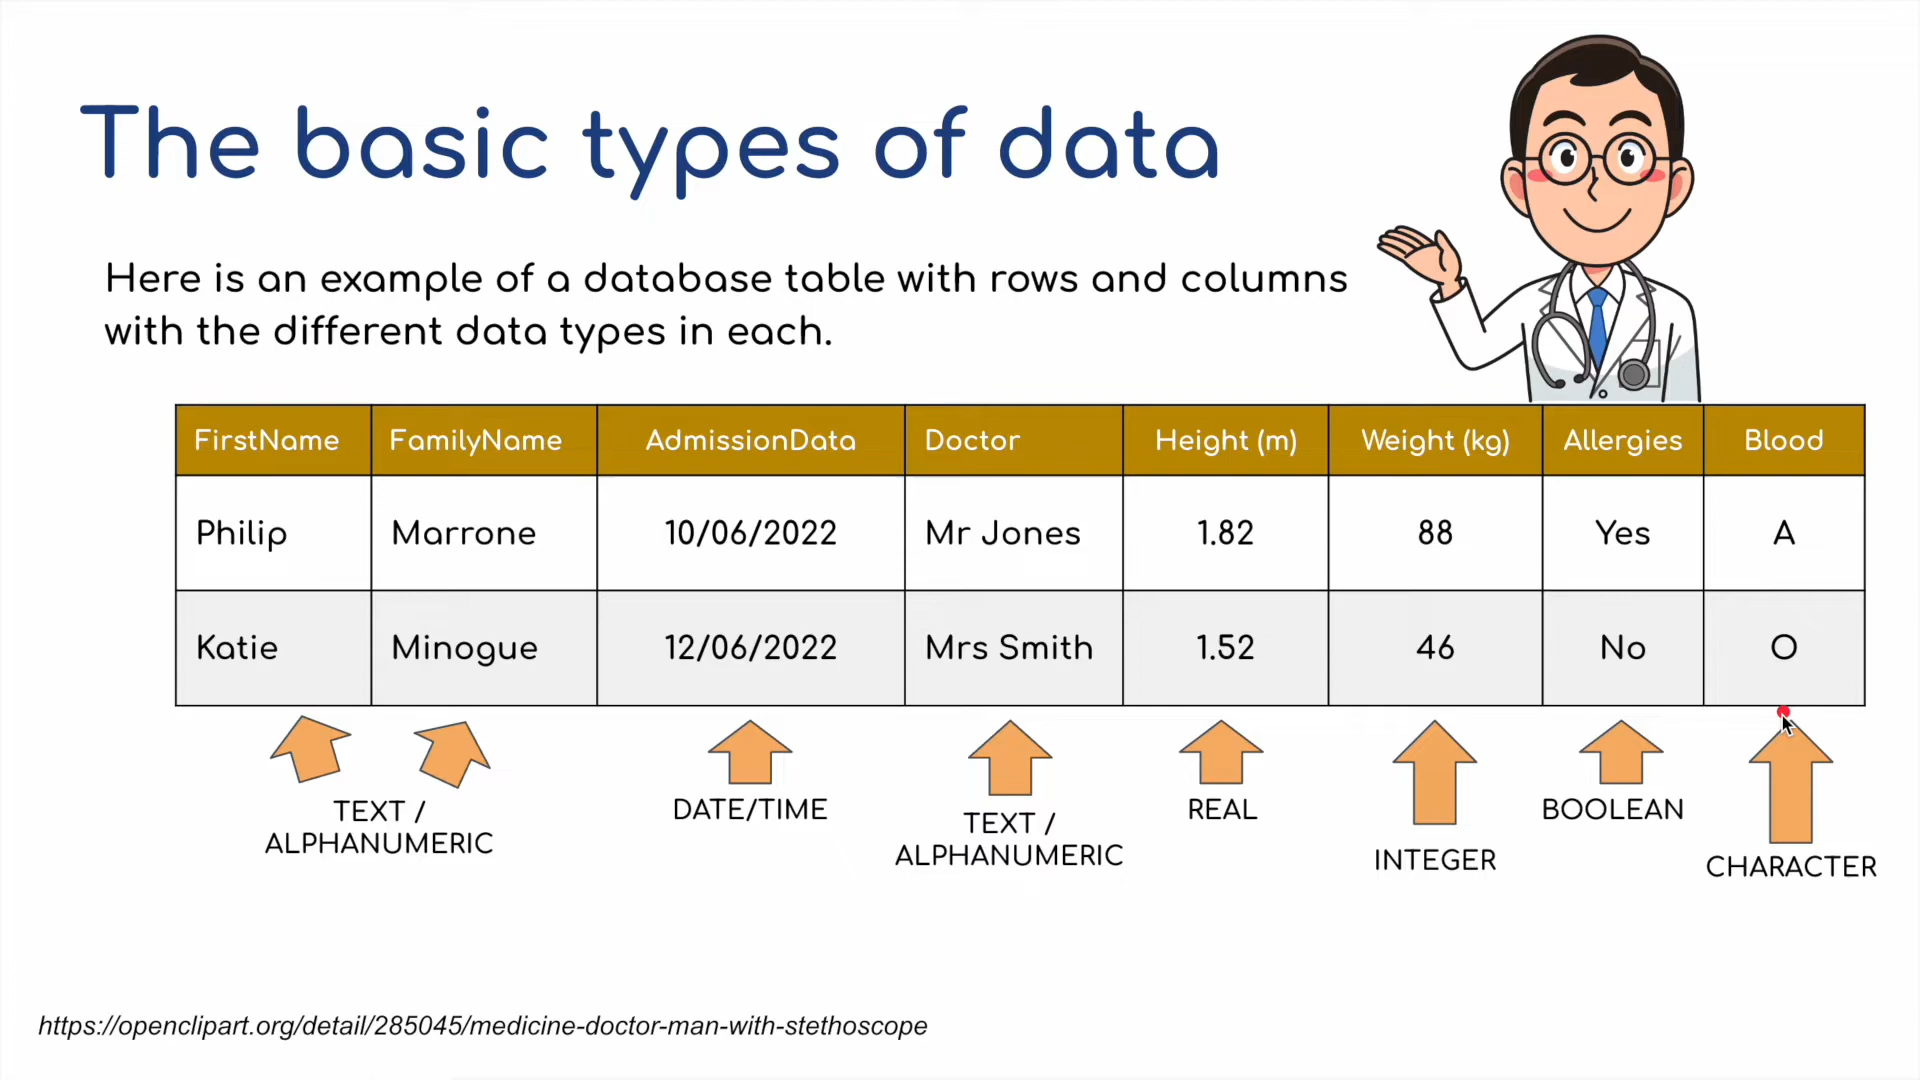 The basic types of data
Here is an example of a database table with rows and columns
with the different data types in each.
FirstName FamilyName AdmissionData Doctor Height (m) Weight (kg) Allergies Blood
Philip Marrone 10/06/2022 Mr Jones 1.82 88 Yes A
Katie Minogue 12/06/2022 Mrs Smith 1.52 46 No O
TEXT /
ALPHANUMERIC
DATE/TIME
TEXT /
ALPHANUMERIC
REAL
INTEGER
BOOLEAN
CHARACTER
https://openclipart.org/detail/285045/medicine-doctor-man-with-stethoscope